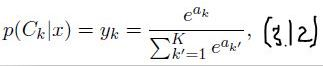 p(C_k|x) = y_k = \frac{e^{a_k}}{\sum_{k'=1}^{K} e^{a_{k'}}}, (3.12)